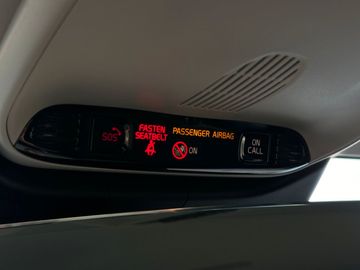 SOS
FASTEN
SEATBELT
PASSENGER AIRBAG
ON
ON
CALL